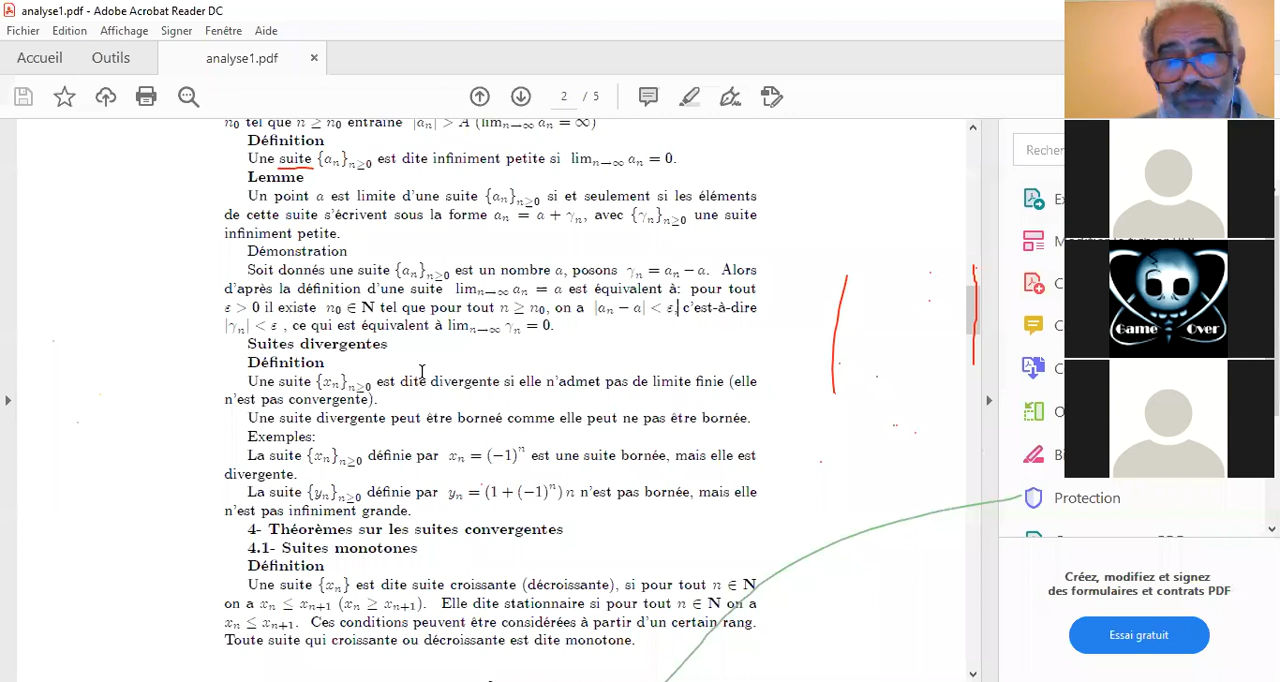 analyse1.pdf - Adobe Acrobat Reader DC
Fichier Edition Affichage Signer Fenêtre Aide
Accueil Outils analyse1.pdf ×
2 / 5
n₀ tel que n ≥ n₀ entraine |aₙ| > A (limₙ→∞ aₙ = ∞)
Définition
Une suite {aₙ}ₙ≥₀ est dite infiniment petite si limₙ→∞ aₙ = 0.
Lemme
Un point a est limite d'une suite {aₙ}ₙ≥₀ si et seulement si les éléments
de cette suite s'écrivent sous la forme aₙ = a + γₙ, avec {γₙ}ₙ≥₀ une suite
infiniment petite.
Démonstration
Soit donnés une suite {aₙ}ₙ≥₀ est un nombre a, posons γₙ = aₙ − a. Alors
d'après la définition d'une suite limₙ→∞ aₙ = a est équivalent à: pour tout
ε > 0 il existe n₀ ∈ N tel que pour tout n ≥ n₀, on a |aₙ − a| < ε, c'est-à-dire
|γₙ| < ε , ce qui est équivalent à limₙ→∞ γₙ = 0.
Suites divergentes
Définition
Une suite {xₙ}ₙ≥₀ est dite divergente si elle n'admet pas de limite finie (elle
n'est pas convergente).
Une suite divergente peut être borneé comme elle peut ne pas être bornée.
Exemples:
La suite {xₙ}ₙ≥₀ définie par xₙ = (−1)ⁿ est une suite bornée, mais elle est
divergente.
La suite {yₙ}ₙ≥₀ définie par yₙ = (1 + (−1)ⁿ) n n'est pas bornée, mais elle
n'est pas infiniment grande.
4- Théorèmes sur les suites convergentes
4.1- Suites monotones
Définition
Une suite {xₙ} est dite suite croissante (décroissante), si pour tout n ∈ N
on a xₙ ≤ xₙ₊₁ (xₙ ≥ xₙ₊₁). Elle dite stationnaire si pour tout n ∈ N on a
xₙ ≤ xₙ₊₁. Ces conditions peuvent être considérées à partir d'un certain rang.
Toute suite qui croissante ou décroissante est dite monotone.
Recher
Game Over
Protection
Créez, modifiez et signez
des formulaires et contrats PDF
Essai gratuit